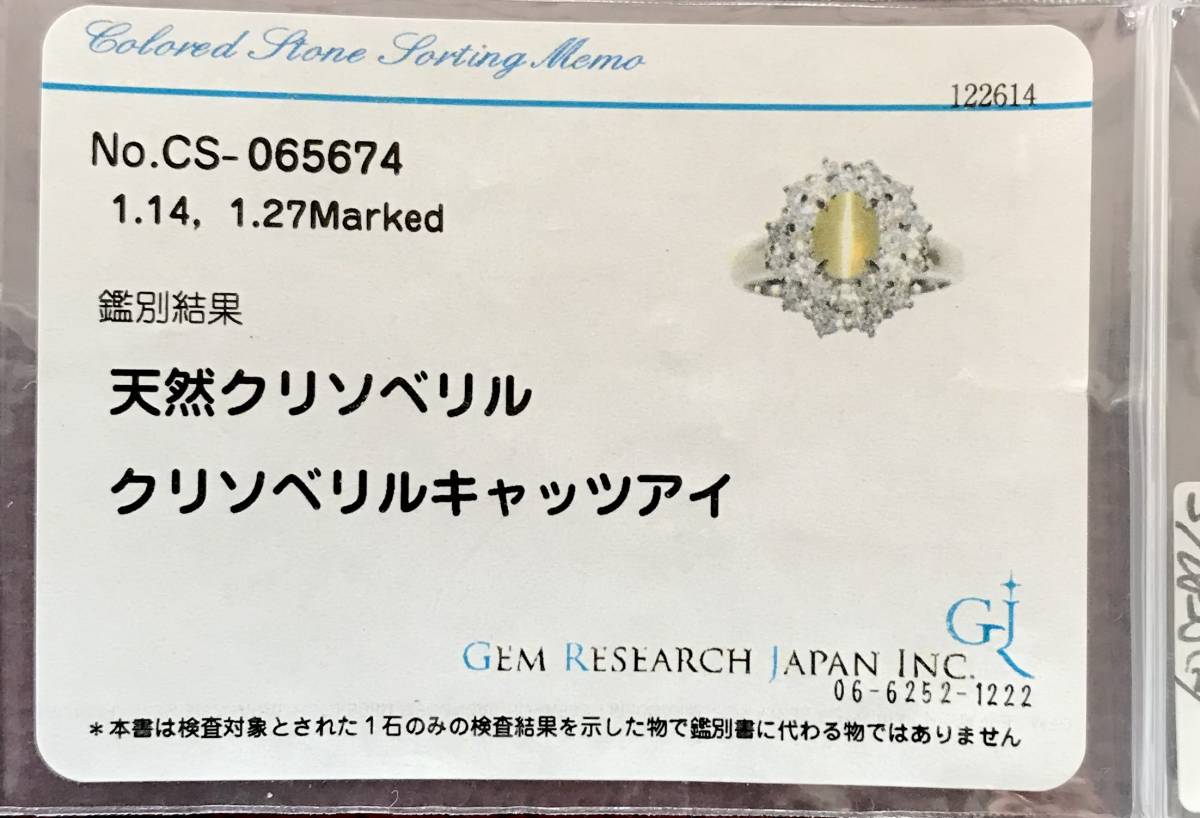 Colored Stone Sorting Memo
122614
No.CS-065674
1.14, 1.27Marked
鑑別結果
天然クリソベリル
クリソベリルキャッツアイ
GJ
GEM RESEARCH JAPAN INC.
06-6252-1222
*本書は検査対象とされた1石のみの検査結果を示した物で鑑別書に代わる物ではありません